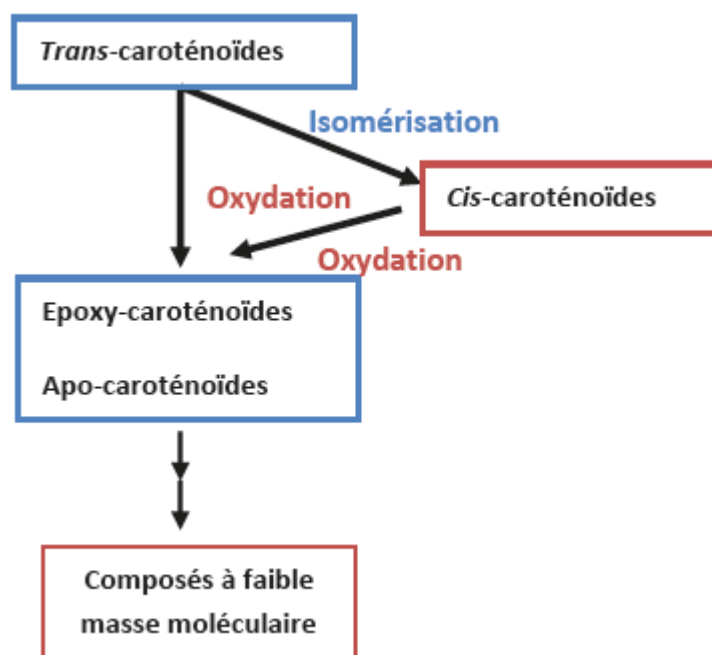 Trans-caroténoïdes
Isomérisation
Oxydation
Cis-caroténoïdes
Oxydation
Epoxy-caroténoïdes
Apo-caroténoïdes
Composés à faible
masse moléculaire